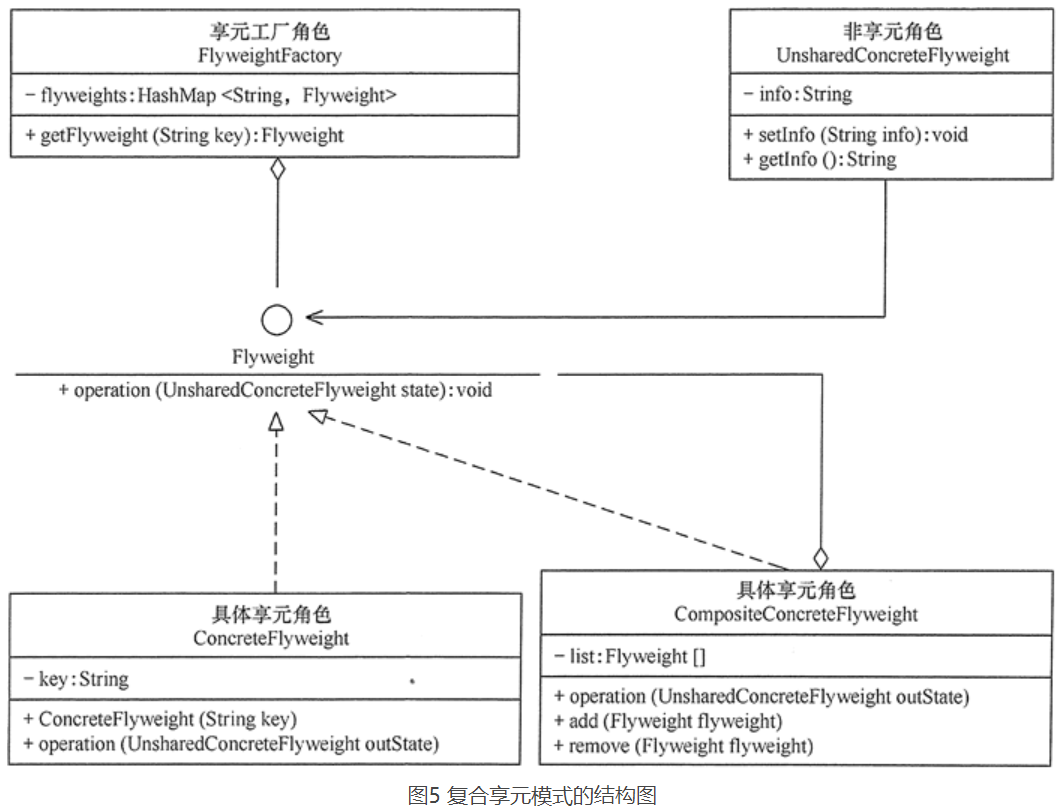 享元工厂角色
FlyweightFactory
- flyweights:HashMap <String, Flyweight>
+ getFlyweight (String key):Flyweight
非享元角色
UnsharedConcreteFlyweight
- info:String
+ setInfo (String info):void
+ getInfo ():String
Flyweight
+ operation (UnsharedConcreteFlyweight state):void
具体享元角色
ConcreteFlyweight
- key:String
+ ConcreteFlyweight (String key)
+ operation (UnsharedConcreteFlyweight outState)
具体享元角色
CompositeConcreteFlyweight
- list:Flyweight []
+ operation (UnsharedConcreteFlyweight outState)
+ add (Flyweight flyweight)
+ remove (Flyweight flyweight)
图5 复合享元模式的结构图